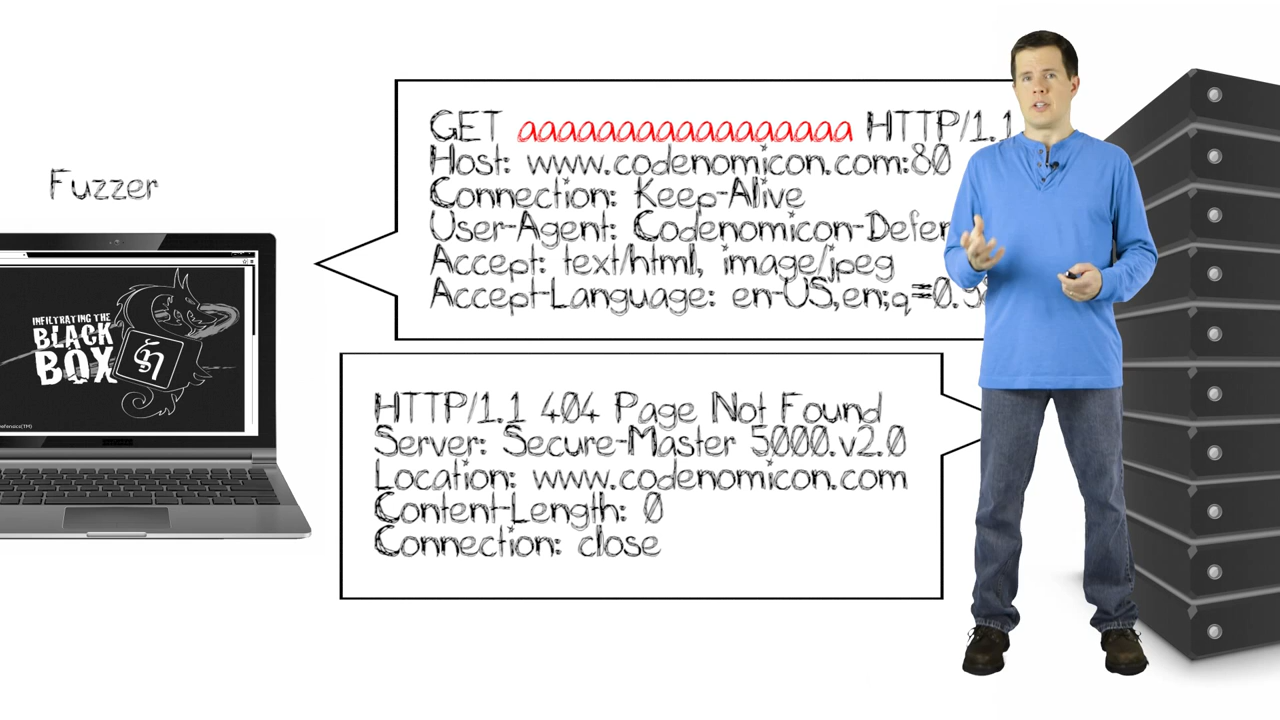 Fuzzer
INFILTRATING THE
BLACK
BOX
GET aaaaaaaaaaaaaaaaa HTTP/1.1
Host: www.codenomicon.com:80
Connection: Keep-Alive
User-Agent: Codenomicon-Defen
Accept: text/html, image/jpeg
Accept-Language: en-US,en;q=0.9
HTTP/1.1 404 Page Not Found
Server: Secure-Master 5000.v2.0
Location: www.codenomicon.com
Content-Length: 0
Connection: close